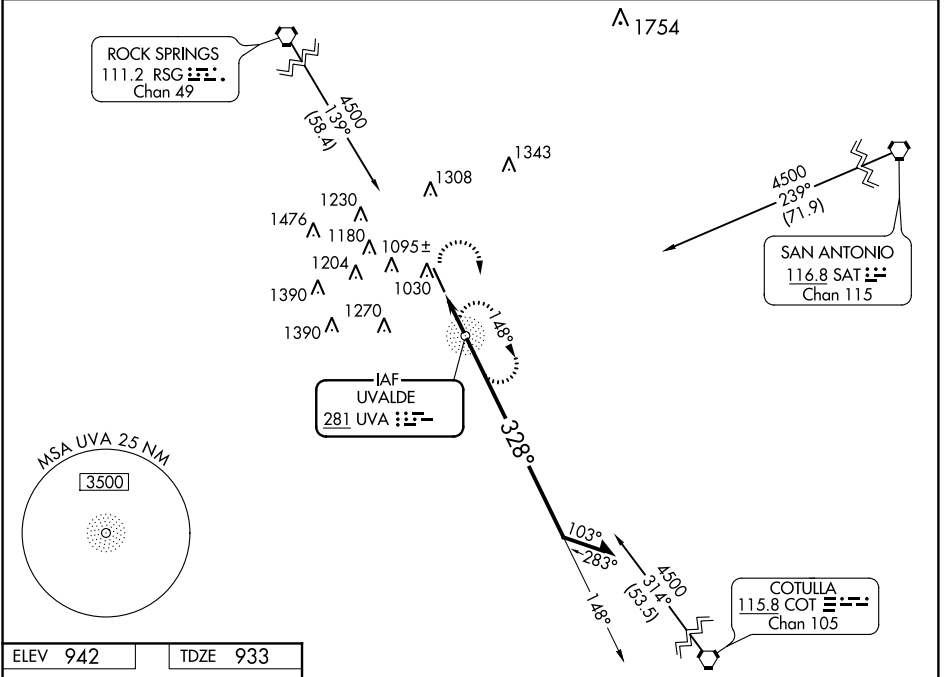 1754
ROCK SPRINGS
111.2 RSG
Chan 49
4500
139°
(58.4)
1343
1308
4500
239°
(71.9)
1230
1476
1180
1095±
SAN ANTONIO
116.8 SAT
Chan 115
1204
1030
1390
1270
1390
148°
IAF
UVALDE
281 UVA
328°
MSA UVA 25 NM
3500
103°
283°
4500
314°
(53.5)
148°
COTULLA
115.8 COT
Chan 105
ELEV 942
TDZE 933